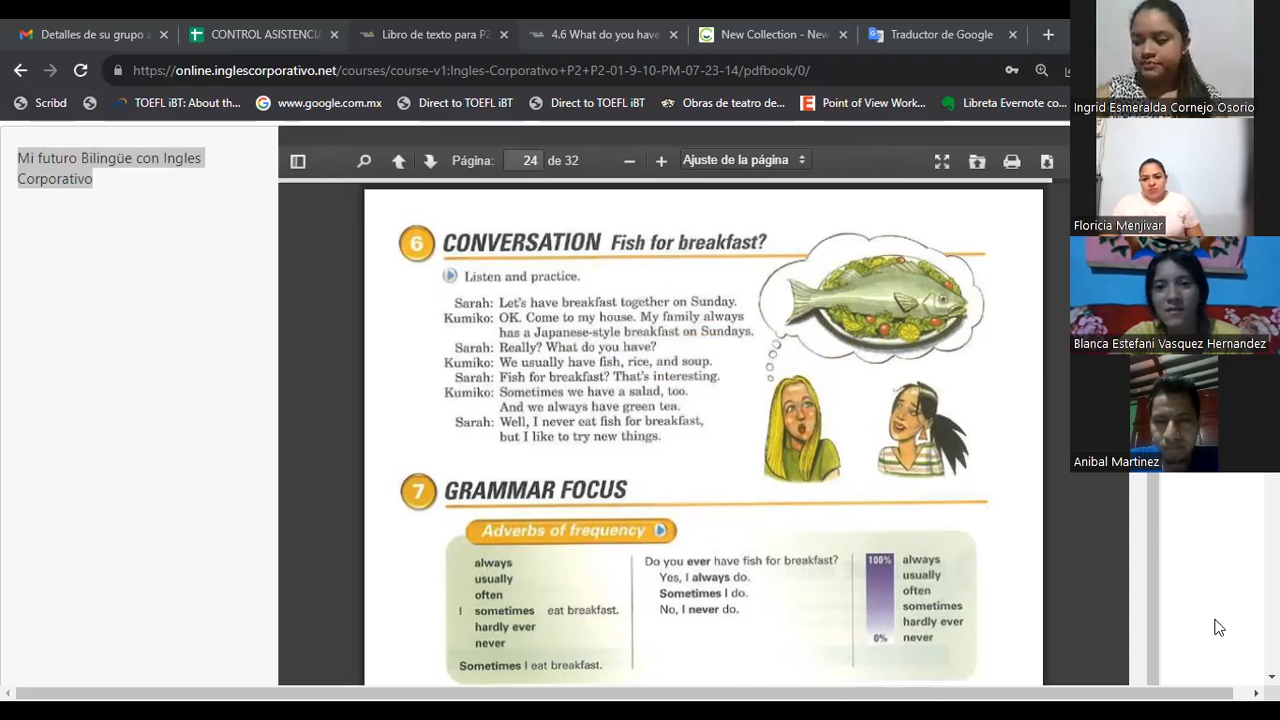 Detalles de su grupo a
CONTROL ASISTENCIA
Libro de texto para P2
4.6 What do you have
New Collection - New
Traductor de Google
https://online.inglescorporativo.net/courses/course-v1:Ingles-Corporativo+P2+P2-01-9-10-PM-07-23-14/pdfbook/0/
Scribd
TOEFL iBT: About th...
www.google.com.mx
Direct to TOEFL iBT
Direct to TOEFL iBT
Obras de teatro de...
Point of View Work...
Libreta Evernote co...
Mi futuro Bilingüe con Ingles
Corporativo
Página: 24 de 32
Ajuste de la página
6 CONVERSATION Fish for breakfast?
Listen and practice.
Sarah: Let's have breakfast together on Sunday.
Kumiko: OK. Come to my house. My family always
has a Japanese-style breakfast on Sundays.
Sarah: Really? What do you have?
Kumiko: We usually have fish, rice, and soup.
Sarah: Fish for breakfast? That's interesting.
Kumiko: Sometimes we have a salad, too.
And we always have green tea.
Sarah: Well, I never eat fish for breakfast,
but I like to try new things.
7 GRAMMAR FOCUS
Adverbs of frequency
always
usually
often
I sometimes eat breakfast.
hardly ever
never
Sometimes I eat breakfast.
Do you ever have fish for breakfast?
Yes, I always do.
Sometimes I do.
No, I never do.
100% always
usually
often
sometimes
hardly ever
0% never
Ingrid Esmeralda Cornejo Osorio
Floricia Menjivar
Blanca Estefani Vasquez Hernandez
Anibal Martinez